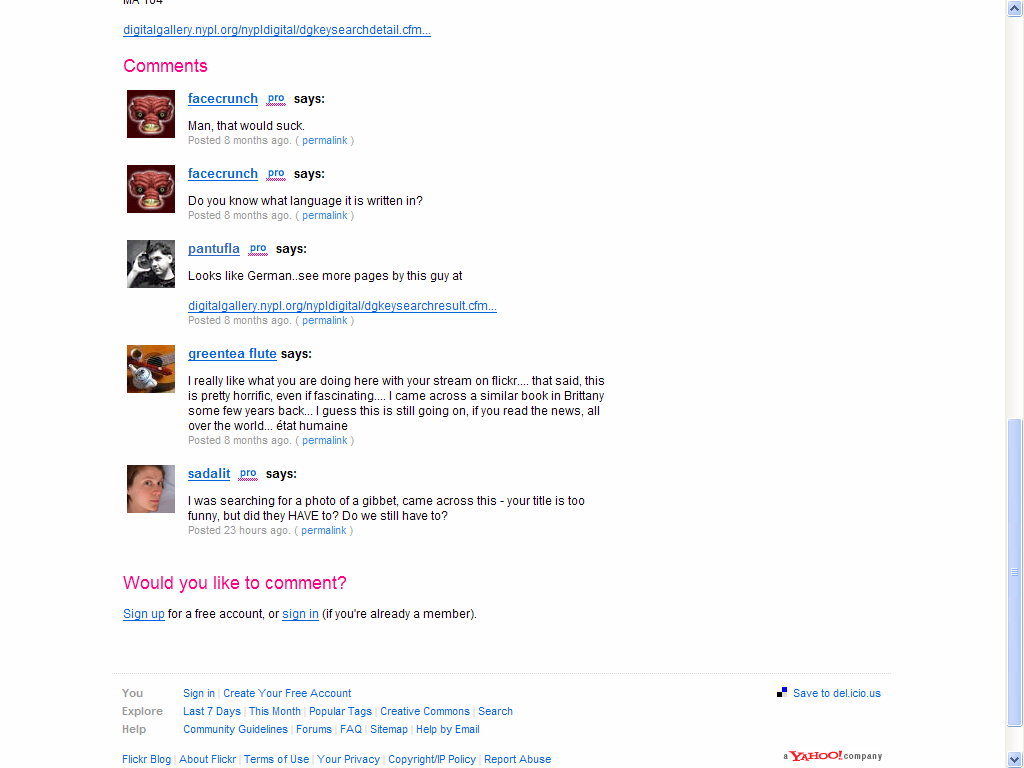 MA 104
digitalgallery.nypl.org/nypldigital/dgkeysearchdetail.cfm...
Comments
facecrunch pro says:
Man, that would suck.
Posted 8 months ago. ( permalink )
facecrunch pro says:
Do you know what language it is written in?
Posted 8 months ago. ( permalink )
pantufla pro says:
Looks like German..see more pages by this guy at
digitalgallery.nypl.org/nypldigital/dgkeysearchresult.cfm...
Posted 8 months ago. ( permalink )
greentea flute says:
I really like what you are doing here with your stream on flickr.... that said, this
is pretty horrific, even if fascinating.... I came across a similar book in Brittany
some few years back... I guess this is still going on, if you read the news, all
over the world... état humaine
Posted 8 months ago. ( permalink )
sadalit pro says:
I was searching for a photo of a gibbet, came across this - your title is too
funny, but did they HAVE to? Do we still have to?
Posted 23 hours ago. ( permalink )
Would you like to comment?
Sign up for a free account, or sign in (if you're already a member).
You Sign in | Create Your Free Account Save to del.icio.us
Explore Last 7 Days | This Month | Popular Tags | Creative Commons | Search
Help Community Guidelines | Forums | FAQ | Sitemap | Help by Email
Flickr Blog | About Flickr | Terms of Use | Your Privacy | Copyright/IP Policy | Report Abuse a YAHOO! company